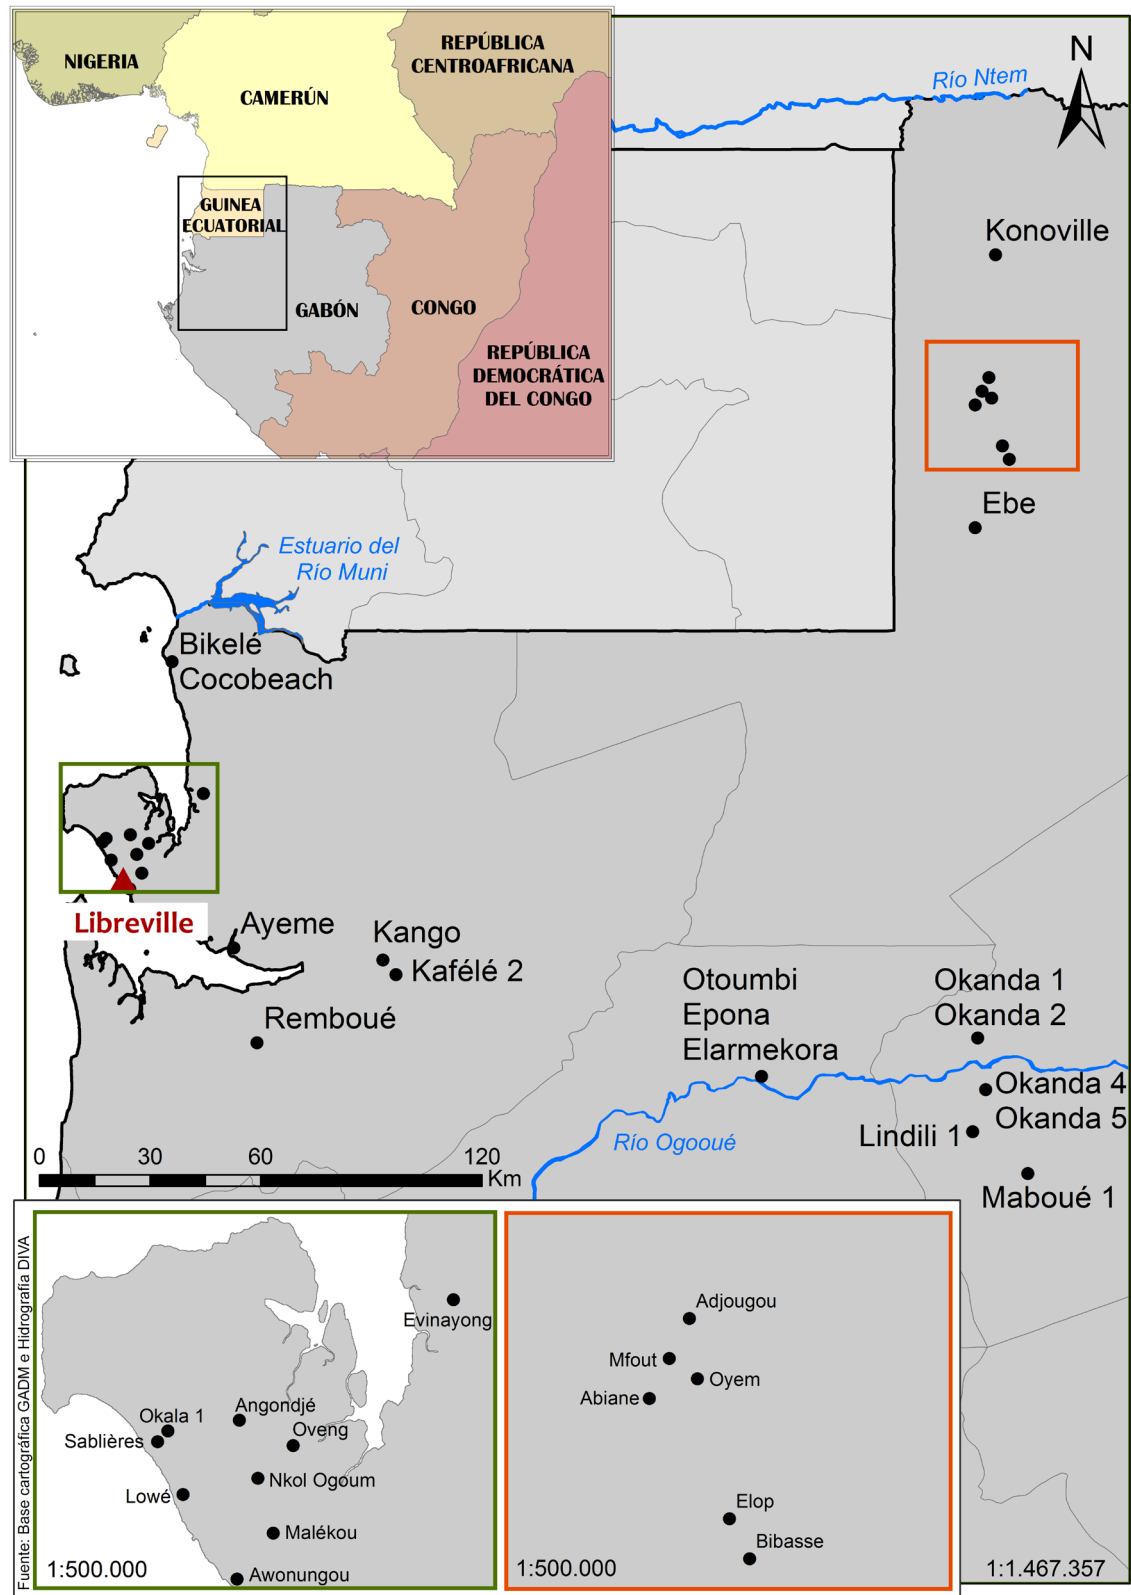 NIGERIA
CAMERÚN
REPÚBLICA
CENTROAFRICANA
GUINEA
ECUATORIAL
GABÓN
CONGO
REPÚBLICA
DEMOCRÁTICA
DEL CONGO
Río Ntem
N
Konoville
Ebe
Estuario del
Río Muni
Bikelé
Cocobeach
Libreville
Ayeme
Kango
Kafélé 2
Remboué
Otoumbi
Epona
Elarmekora
Okanda 1
Okanda 2
Okanda 4
Okanda 5
Lindili 1
Maboué 1
Río Ogooué
0 30 60 120
Km
Fuente: Base cartográfica GADM e Hidrografía DIVA
Evinayong
Okala 1
Angondjé
Sablières
Oveng
Nkol Ogoum
Lowé
Malékou
Awonungou
1:500.000
Adjougou
Mfout
Oyem
Abiane
Elop
Bibasse
1:500.000
1:1.467.357